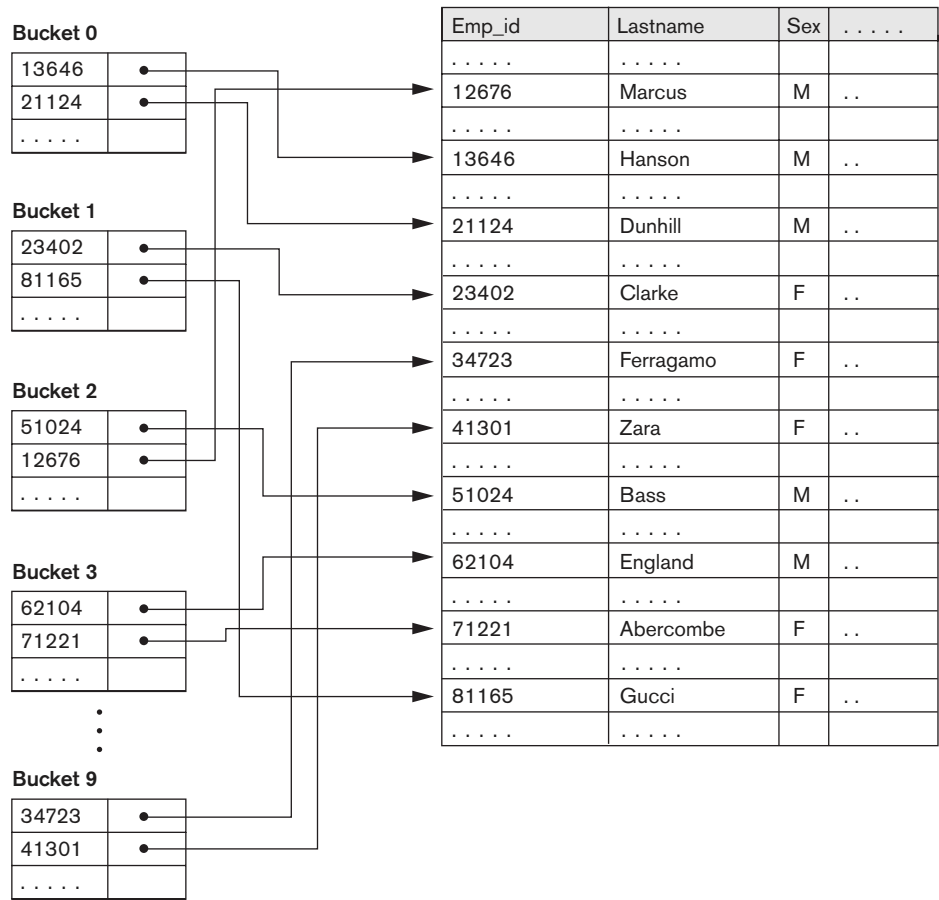 Bucket 0
13646
21124
. . . . .
Bucket 1
23402
81165
. . . . .
Bucket 2
51024
12676
. . . . .
Bucket 3
62104
71221
. . . . .
Bucket 9
34723
41301
. . . . .
Emp_id Lastname Sex . . . . .
. . . . . . . . . .
12676 Marcus M . .
. . . . . . . . . .
13646 Hanson M . .
. . . . . . . . . .
21124 Dunhill M . .
. . . . . . . . . .
23402 Clarke F . .
. . . . . . . . . .
34723 Ferragamo F . .
. . . . . . . . . .
41301 Zara F . .
. . . . . . . . . .
51024 Bass M . .
. . . . . . . . . .
62104 England M . .
. . . . . . . . . .
71221 Abercombe F . .
. . . . . . . . . .
81165 Gucci F . .
. . . . . . . . . .